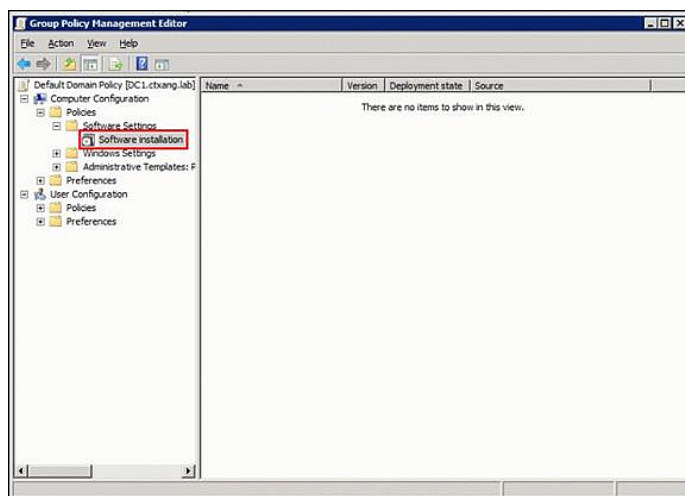 Group Policy Management Editor
File Action View Help
Default Domain Policy [DC1.ctxang.lab]
Computer Configuration
Policies
Software Settings
Software installation
Windows Settings
Administrative Templates: P
Preferences
User Configuration
Policies
Preferences
Name Version Deployment state Source
There are no items to show in this view.